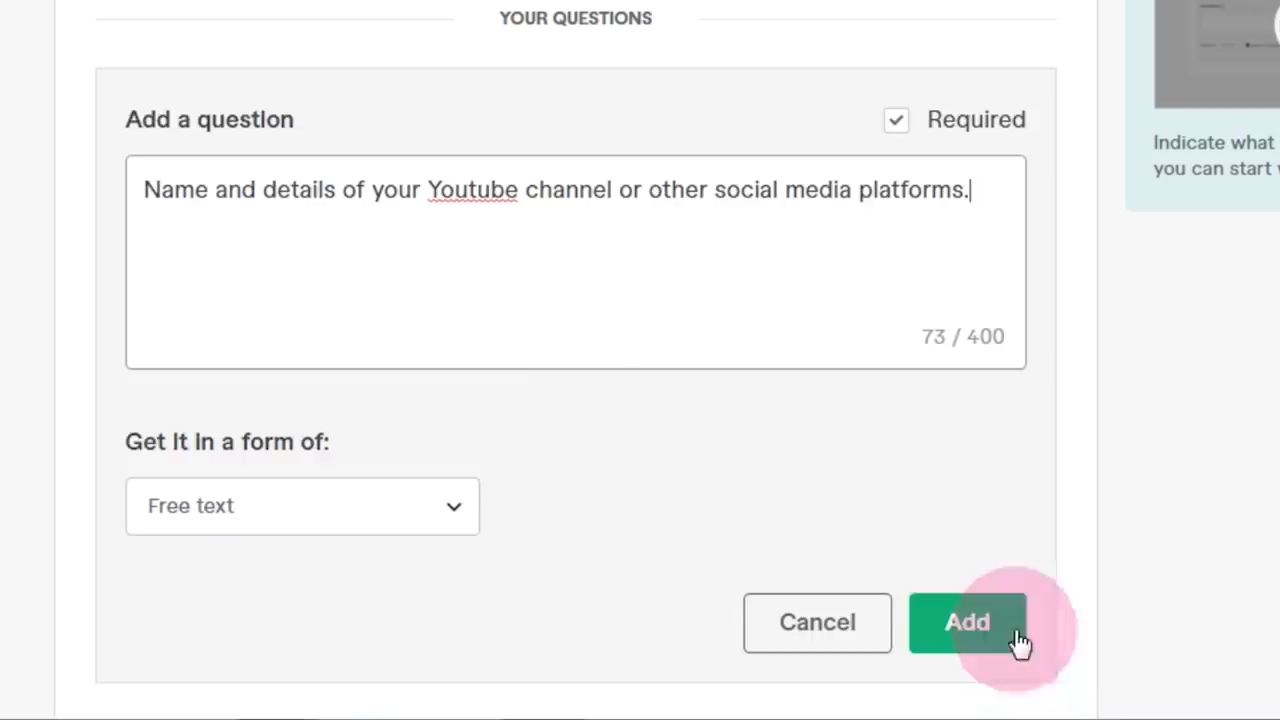 YOUR QUESTIONS
Add a question
Required
Name and details of your Youtube channel or other social media platforms.
73 / 400
Get it in a form of:
Free text
Cancel
Add
Indicate what
you can start